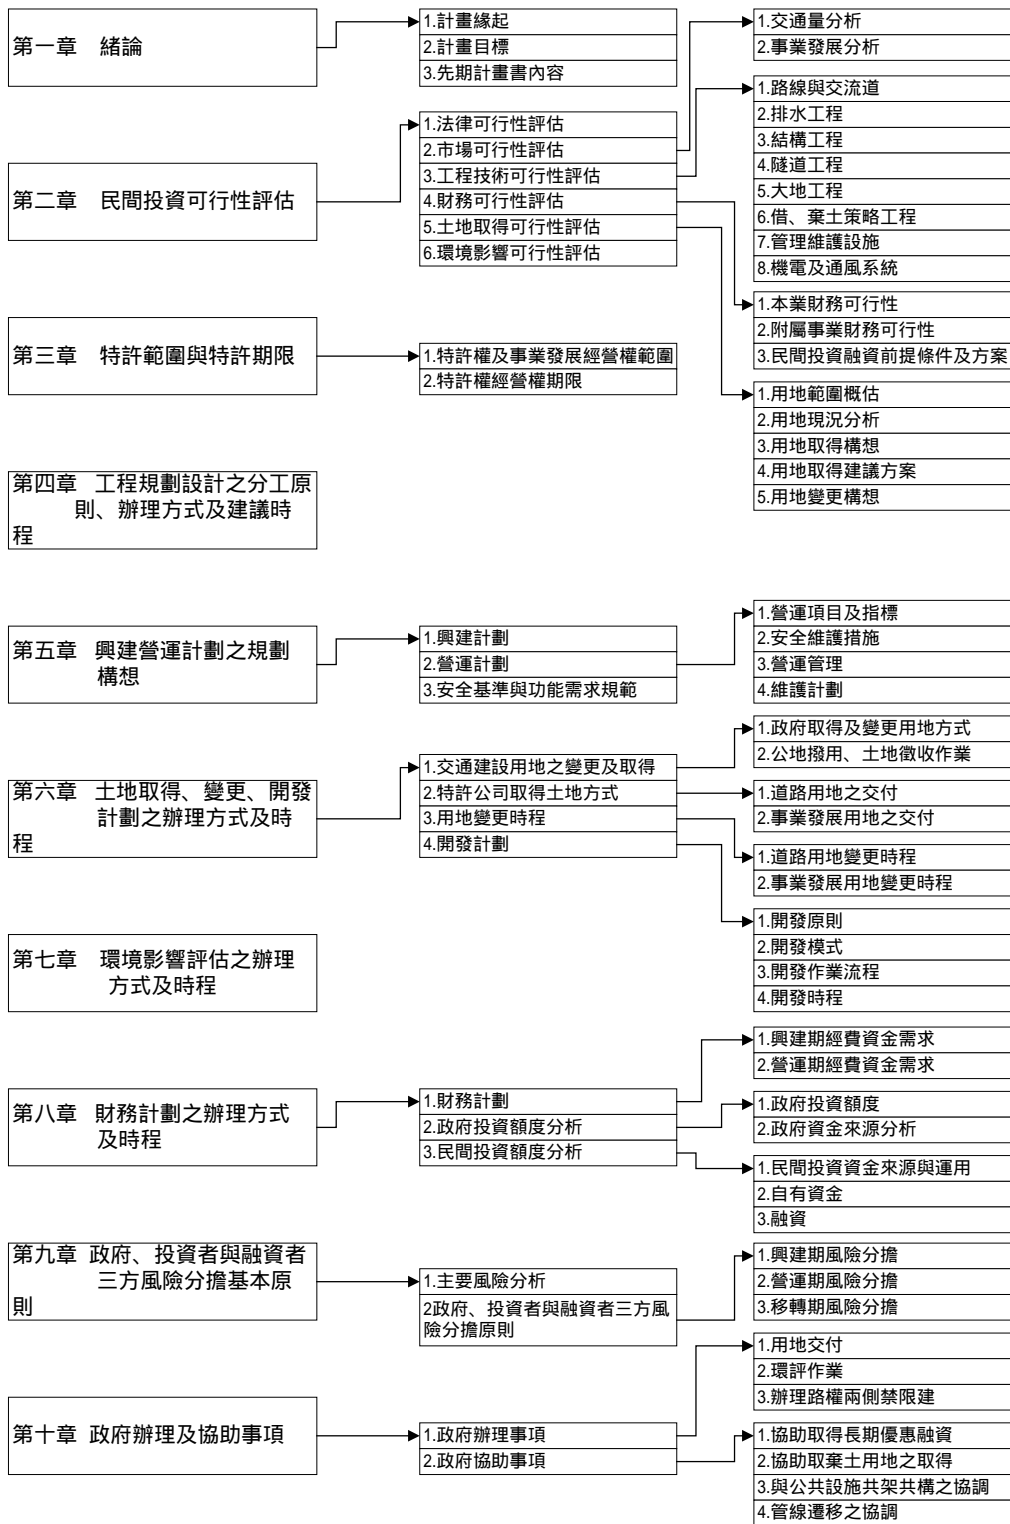 第一章 緒論
1.計畫緣起
2.計畫目標
3.先期計畫書內容
1.交通量分析
2.事業發展分析
第二章 民間投資可行性評估
1.法律可行性評估
2.市場可行性評估
3.工程技術可行性評估
4.財務可行性評估
5.土地取得可行性評估
6.環境影響可行性評估
1.路線與交流道
2.排水工程
3.結構工程
4.隧道工程
5.大地工程
6.借、棄土策略工程
7.管理維護設施
8.機電及通風系統
1.本業財務可行性
2.附屬事業財務可行性
3.民間投資融資前提條件及方案
1.用地範圍概估
2.用地現況分析
3.用地取得構想
4.用地取得建議方案
5.用地變更構想
第三章 特許範圍與特許期限
1.特許權及事業發展經營權範圍
2.特許權經營權期限
第四章 工程規劃設計之分工原
則、辦理方式及建議時
程
第五章 興建營運計劃之規劃
構想
1.興建計劃
2.營運計劃
3.安全基準與功能需求規範
1.營運項目及指標
2.安全維護措施
3.營運管理
4.維護計劃
第六章 土地取得、變更、開發
計劃之辦理方式及時
程
1.交通建設用地之變更及取得
2.特許公司取得土地方式
3.用地變更時程
4.開發計劃
1.政府取得及變更用地方式
2.公地撥用、土地徵收作業
1.道路用地之交付
2.事業發展用地之交付
1.道路用地變更時程
2.事業發展用地變更時程
1.開發原則
2.開發模式
3.開發作業流程
4.開發時程
第七章 環境影響評估之辦理
方式及時程
第八章 財務計劃之辦理方式
及時程
1.財務計劃
2.政府投資額度分析
3.民間投資額度分析
1.興建期經費資金需求
2.營運期經費資金需求
1.政府投資額度
2.政府資金來源分析
1.民間投資資金來源與運用
2.自有資金
3.融資
第九章 政府、投資者與融資者
三方風險分擔基本原
則
1.主要風險分析
2政府、投資者與融資者三方風
險分擔原則
1.興建期風險分擔
2.營運期風險分擔
3.移轉期風險分擔
第十章 政府辦理及協助事項
1.政府辦理事項
2.政府協助事項
1.用地交付
2.環評作業
3.辦理路權兩側禁限建
1.協助取得長期優惠融資
2.協助取棄土用地之取得
3.與公共設施共架共構之協調
4.管線遷移之協調